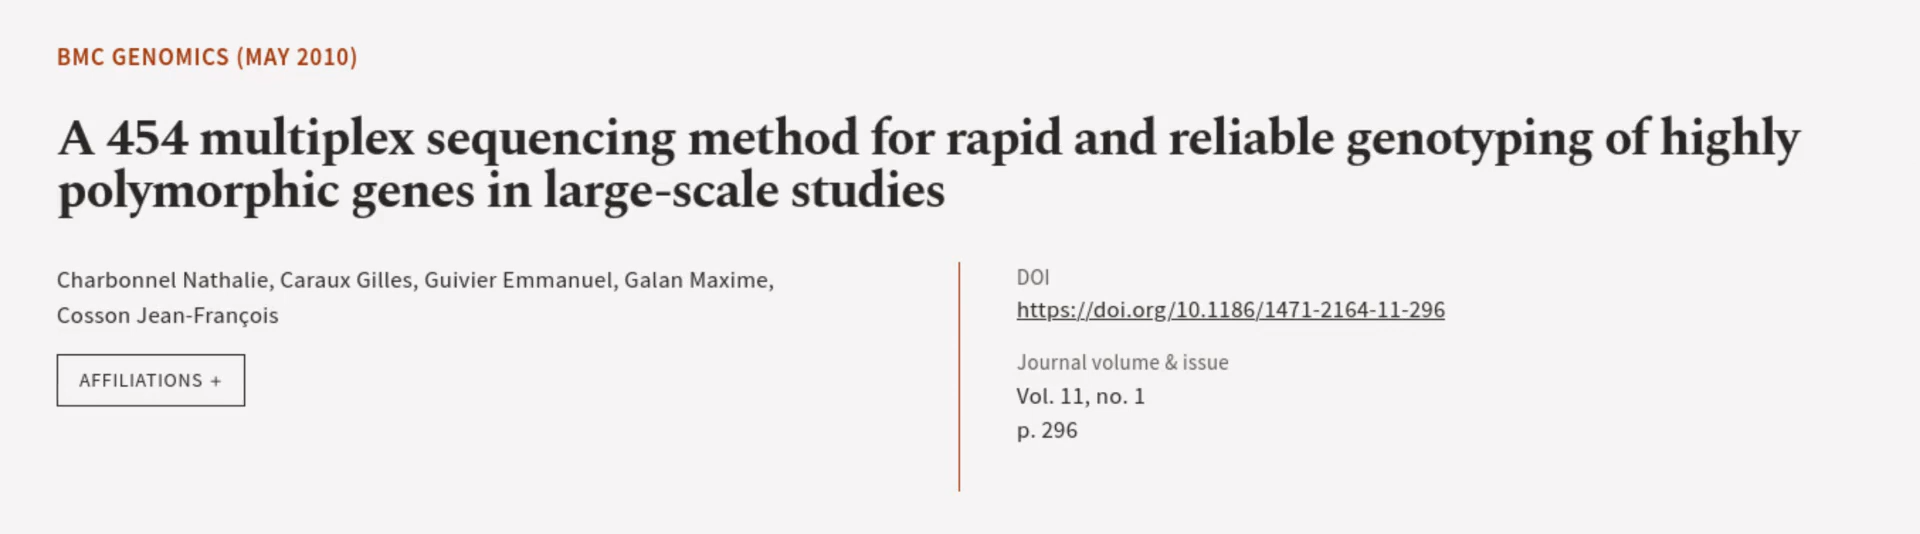 BMC GENOMICS (MAY 2010)
A 454 multiplex sequencing method for rapid and reliable genotyping of highly
polymorphic genes in large-scale studies
Charbonnel Nathalie, Caraux Gilles, Guivier Emmanuel, Galan Maxime,
Cosson Jean-François
AFFILIATIONS +
DOI
https://doi.org/10.1186/1471-2164-11-296
Journal volume & issue
Vol. 11, no. 1
p. 296